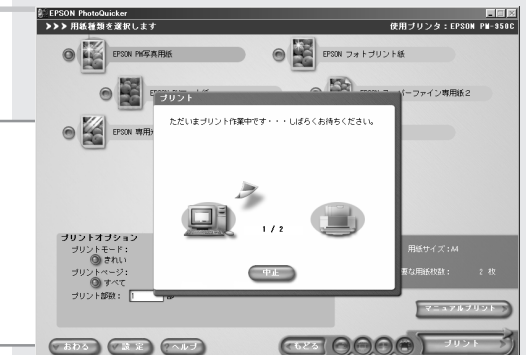 EPSON PhotoQuicker
>>> 用紙種類を選択します
使用プリンタ:EPSON PM-950C
EPSON PM写真用紙
EPSON フォトプリント紙
ーファイン専用紙2
EPSON 専用
プリント
ただいまプリント作業中です・・・しばらくお待ちください。
1 / 2
中止
プリントオプション
プリントモード:
きれい
プリントページ:
すべて
プリント部数: 1
用紙サイズ:A4
要な用紙枚数: 2 枚
マニュアルプリント
おわる
設定
ヘルプ
もどる
プリント